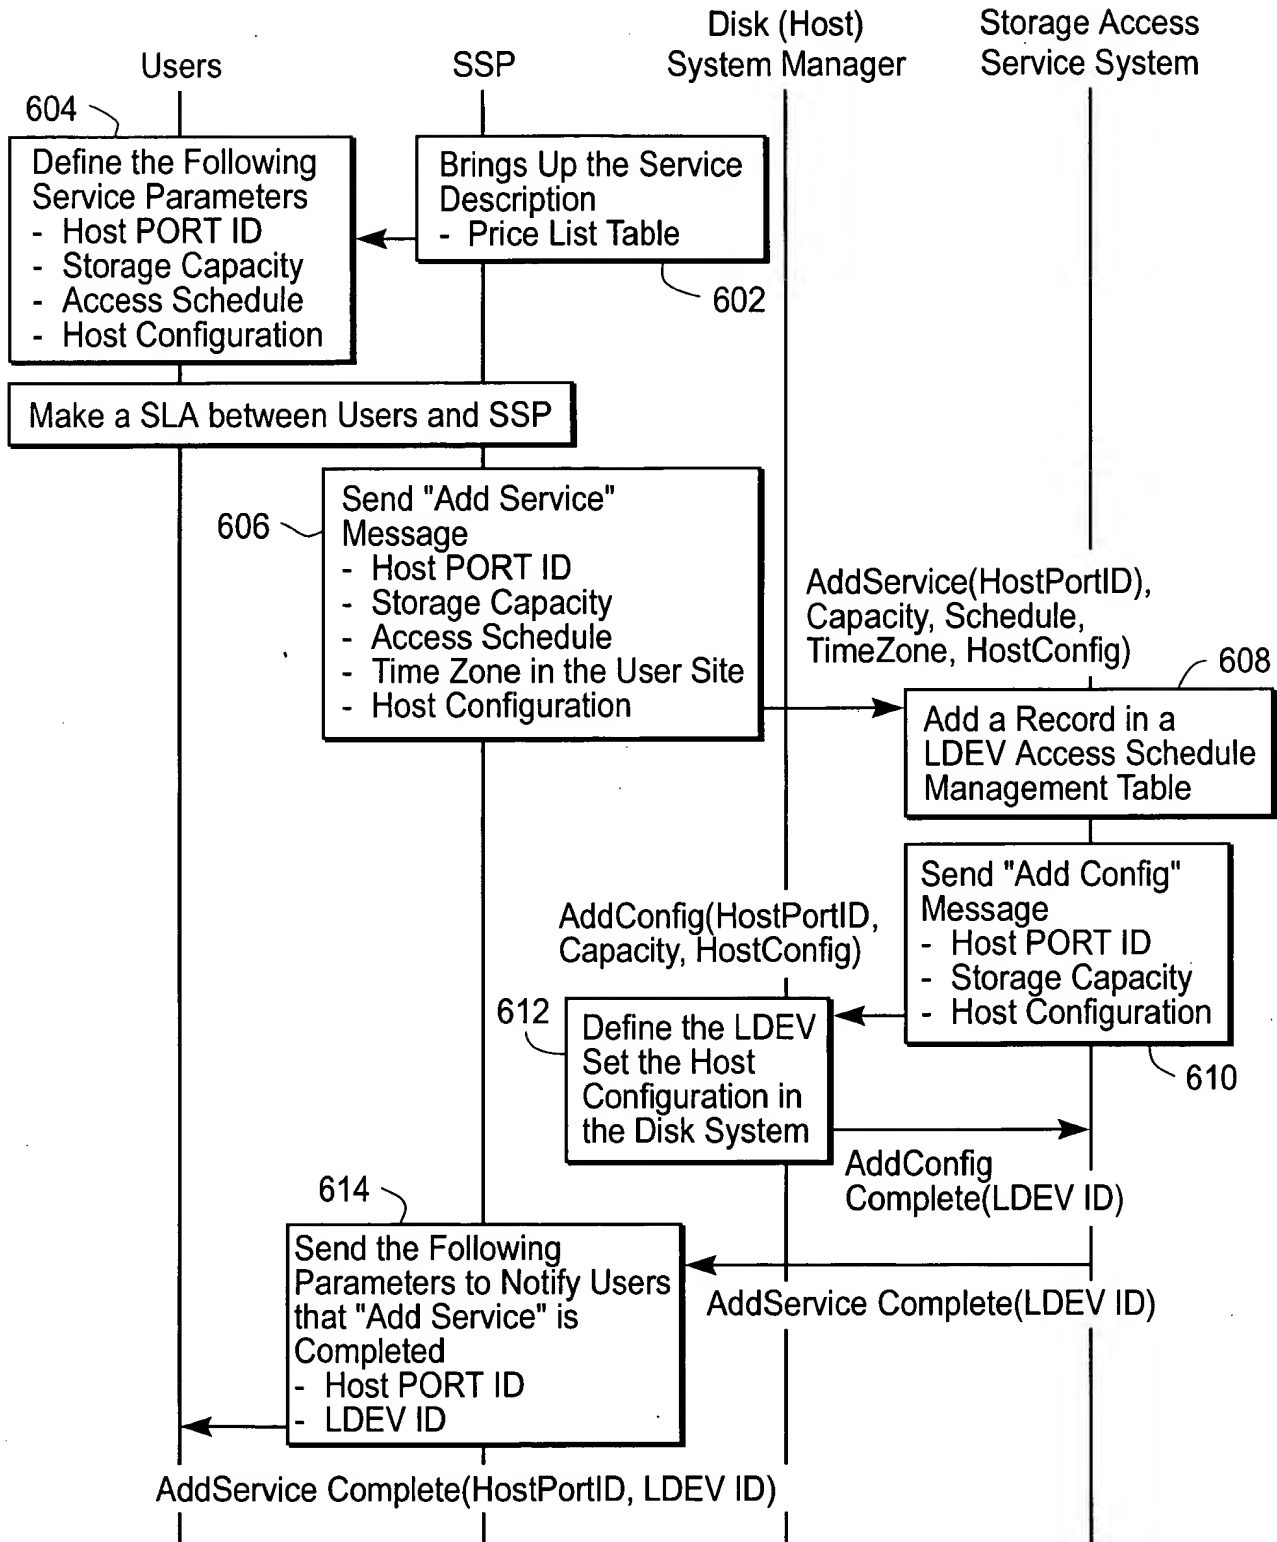 Users
SSP
Disk (Host)
System Manager
Storage Access
Service System
604
Define the Following
Service Parameters
- Host PORT ID
- Storage Capacity
- Access Schedule
- Host Configuration
Brings Up the Service
Description
- Price List Table
602
Make a SLA between Users and SSP
606
Send "Add Service"
Message
- Host PORT ID
- Storage Capacity
- Access Schedule
- Time Zone in the User Site
- Host Configuration
AddService(HostPortID),
Capacity, Schedule,
TimeZone, HostConfig)
608
Add a Record in a
LDEV Access Schedule
Management Table
Send "Add Config"
Message
- Host PORT ID
- Storage Capacity
- Host Configuration
610
AddConfig(HostPortID,
Capacity, HostConfig)
612
Define the LDEV
Set the Host
Configuration in
the Disk System
AddConfig
Complete(LDEV ID)
614
Send the Following
Parameters to Notify Users
that "Add Service" is
Completed
- Host PORT ID
- LDEV ID
AddService Complete(LDEV ID)
AddService Complete(HostPortID, LDEV ID)